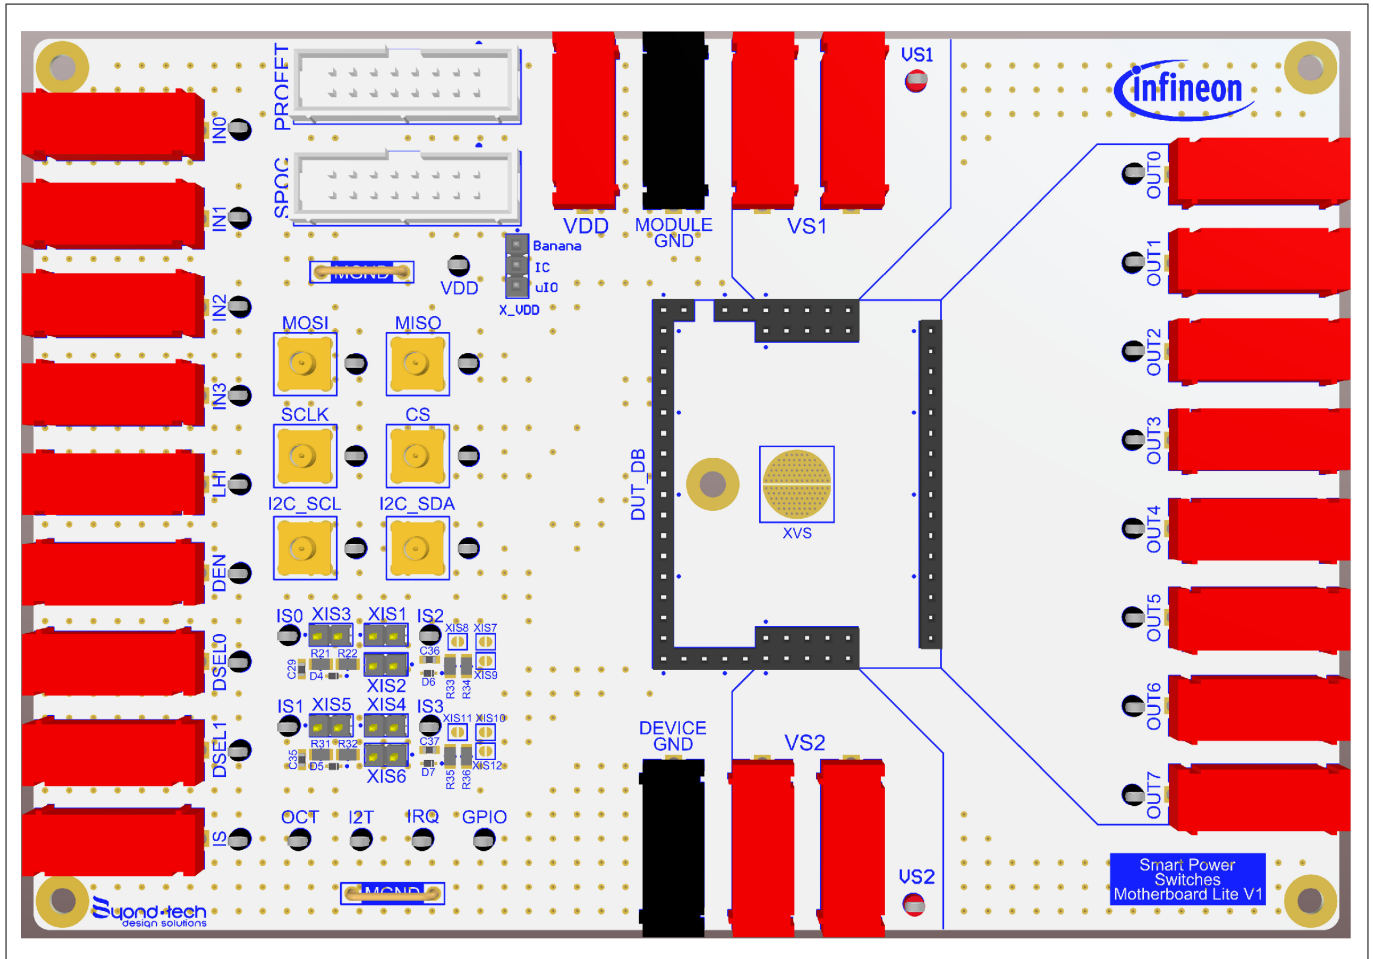 PROFET
SPOC
IN0
IN1
IN2
IN3
LHI
DEN
DSEL0
DSEL1
IS
VDD
MODULE
GND
VS1
VS1
infineon
Banana
IC
uIO
X_VDD
MGND
VDD
MOSI
MISO
SCLK
CS
I2C_SCL
I2C_SDA
DUT_DB
XVS
OUT0
OUT1
OUT2
OUT3
OUT4
OUT5
OUT6
OUT7
IS0
XIS3
XIS1
IS2
XIS8
XIS7
R21
R22
C36
C29
D4
XIS2
D6
R33
R34
XIS9
IS1
XIS5
XIS4
IS3
XIS11
XIS10
R31
R32
C37
C35
D5
XIS6
D7
R35
R36
XIS12
OCT
I2T
IRQ
GPIO
MGND
DEVICE
GND
VS2
VS2
Syond-tech
design solutions
Smart Power
Switches
Motherboard Lite V1